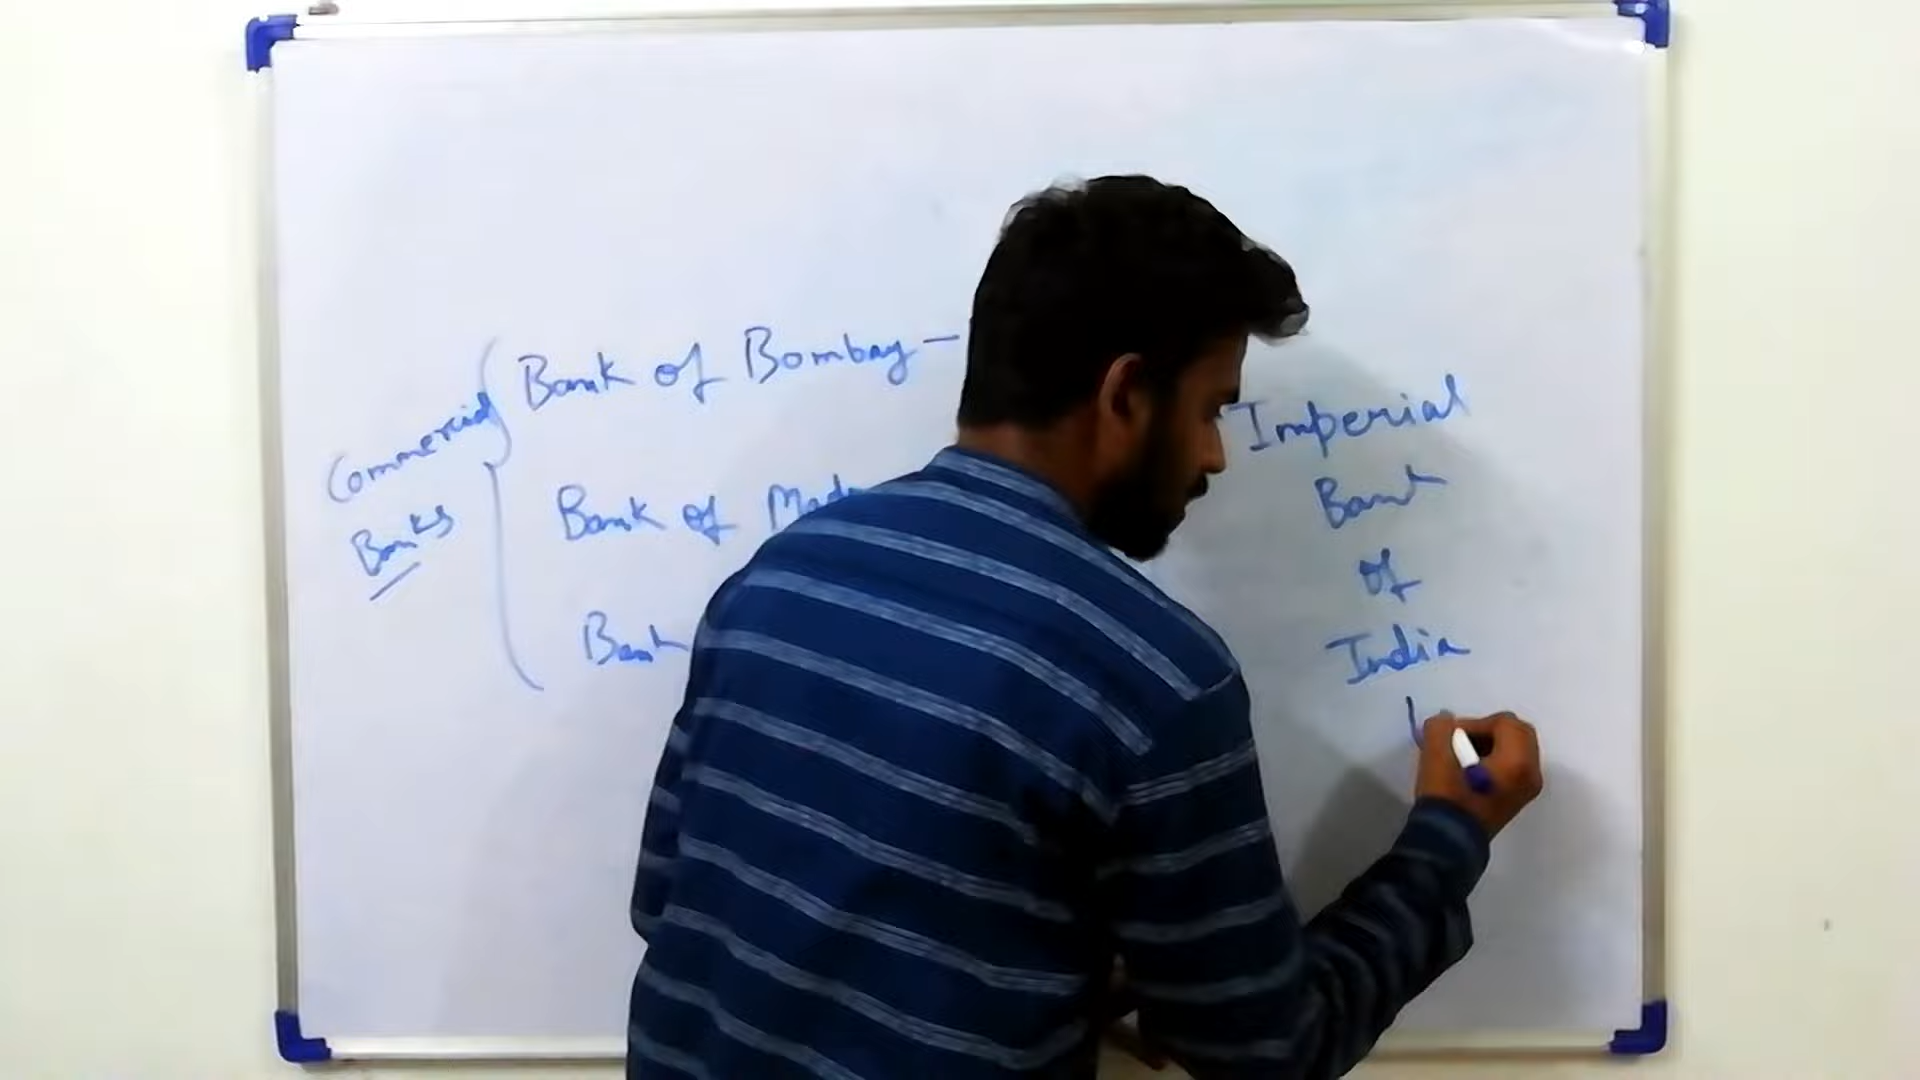 Bank of Bombay —
Commercial
Banks
Bank of
Bank
Imperial
Bank
of
India